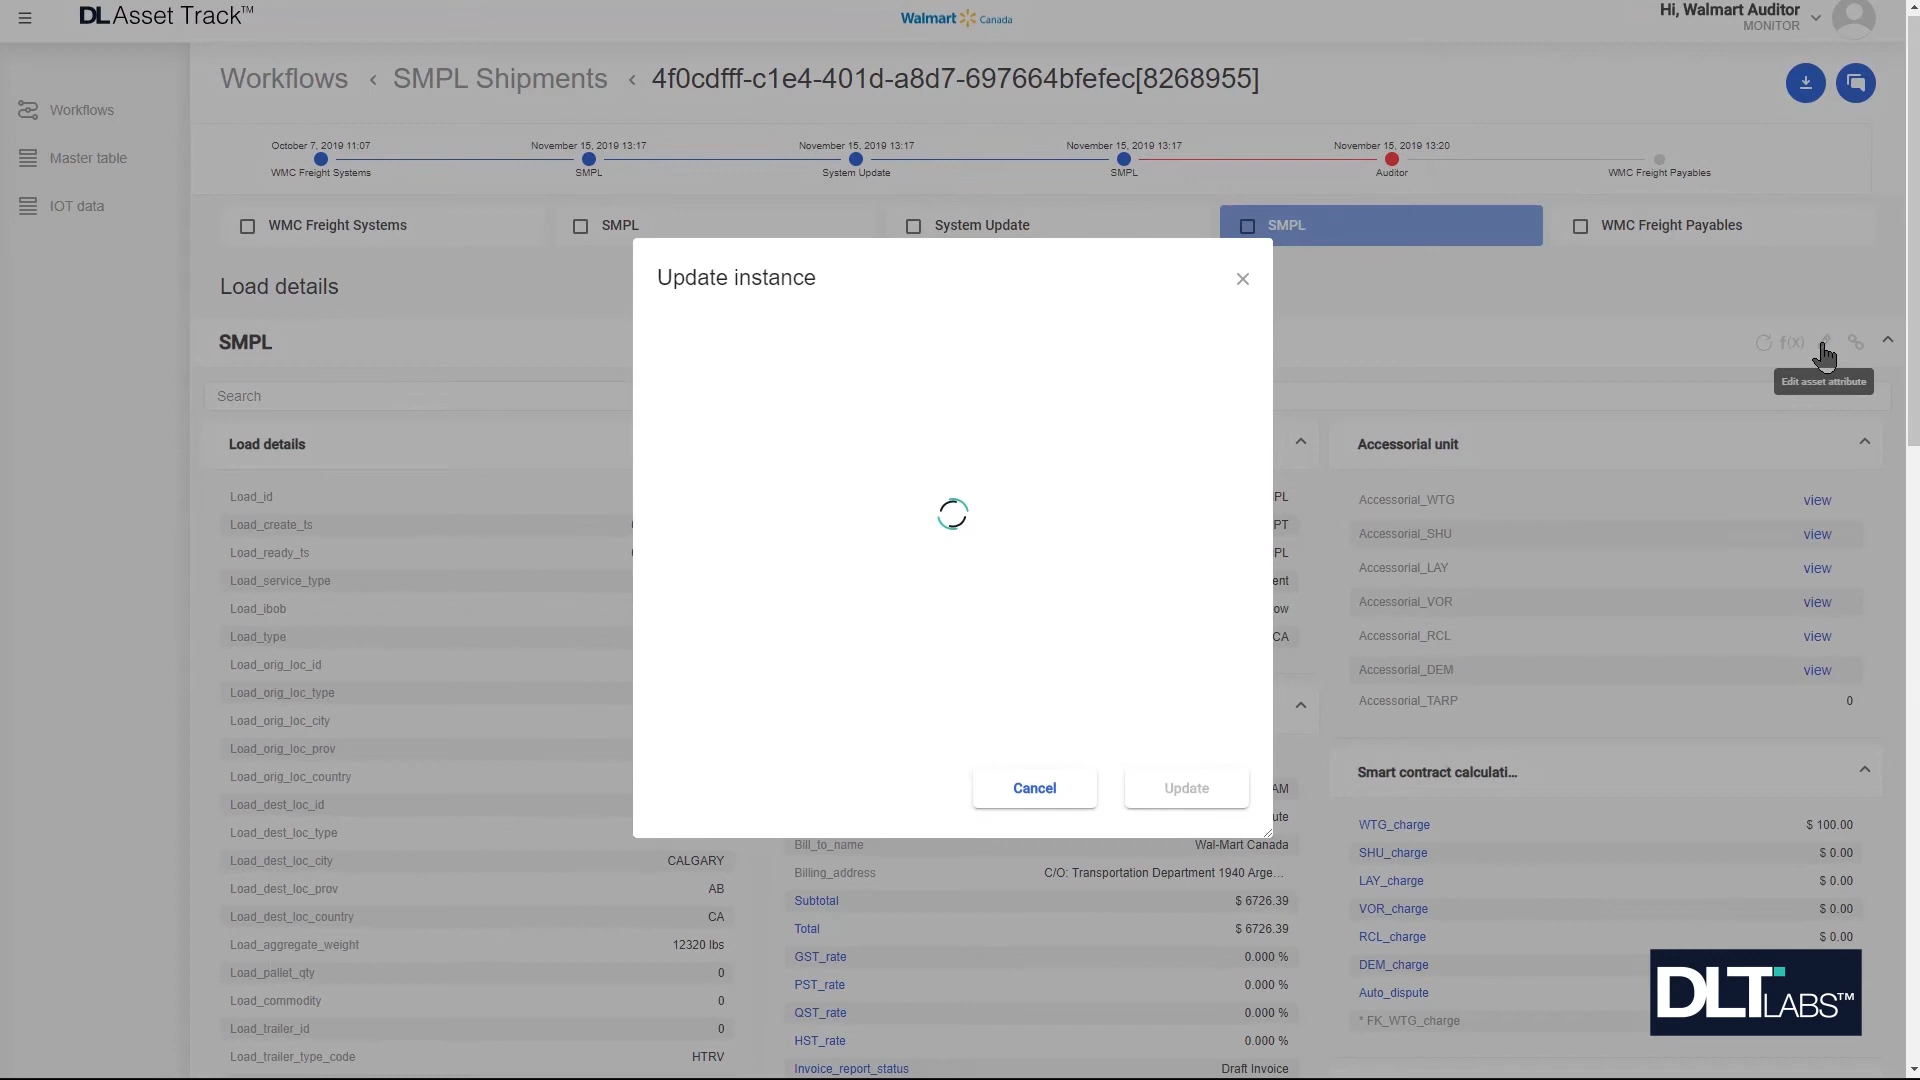 DL Asset Track™
Walmart Canada
Hi, Walmart Auditor
MONITOR
Workflows
Master table
IOT data
Workflows ‹ SMPL Shipments ‹ 4f0cdfff-c1e4-401d-a8d7-697664bfefec[8268955]
October 7, 2019 11:07
WMC Freight Systems
November 15, 2019 13:17
SMPL
November 15, 2019 13:17
System Update
November 15, 2019 13:17
SMPL
November 15, 2019 13:20
Auditor
WMC Freight Payables
WMC Freight Systems
SMPL
System Update
SMPL
WMC Freight Payables
Load details
SMPL
f(x)
Edit asset attribute
Search
Update instance
Cancel
Update
Load details
Load_id
Load_create_ts
Load_ready_ts
Load_service_type
Load_ibob
Load_type
Load_orig_loc_id
Load_orig_loc_type
Load_orig_loc_city
Load_orig_loc_prov
Load_orig_loc_country
Load_dest_loc_id
Load_dest_loc_type
Load_dest_loc_city CALGARY
Load_dest_loc_prov AB
Load_dest_loc_country CA
Load_aggregate_weight 12320 lbs
Load_pallet_qty 0
Load_commodity 0
Load_trailer_id 0
Load_trailer_type_code HTRV
PL
PT
PL
ent
ow
CA
AM
ute
Bill_to_name Wal-Mart Canada
Billing_address C/O: Transportation Department 1940 Arge...
Subtotal $ 6726.39
Total $ 6726.39
GST_rate 0.000 %
PST_rate 0.000 %
QST_rate 0.000 %
HST_rate 0.000 %
Invoice_report_status Draft Invoice
Accessorial unit
Accessorial_WTG view
Accessorial_SHU view
Accessorial_LAY view
Accessorial_VOR view
Accessorial_RCL view
Accessorial_DEM view
Accessorial_TARP 0
Smart contract calculati...
WTG_charge $ 100.00
SHU_charge $ 0.00
LAY_charge $ 0.00
VOR_charge $ 0.00
RCL_charge $ 0.00
DEM_charge
Auto_dispute
* FK_WTG_charge
DLT LABS™